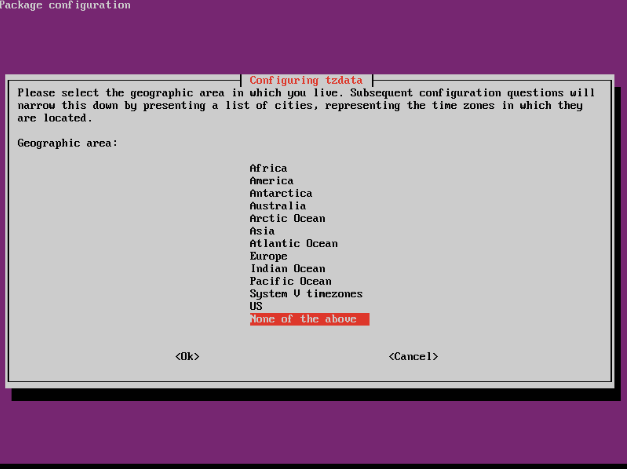 Package configuration
Configuring tzdata
Please select the geographic area in which you live. Subsequent configuration questions will
narrow this down by presenting a list of cities, representing the time zones in which they
are located.
Geographic area:
Africa
America
Antarctica
Australia
Arctic Ocean
Asia
Atlantic Ocean
Europe
Indian Ocean
Pacific Ocean
System V timezones
US
None of the above
<Ok> <Cancel>